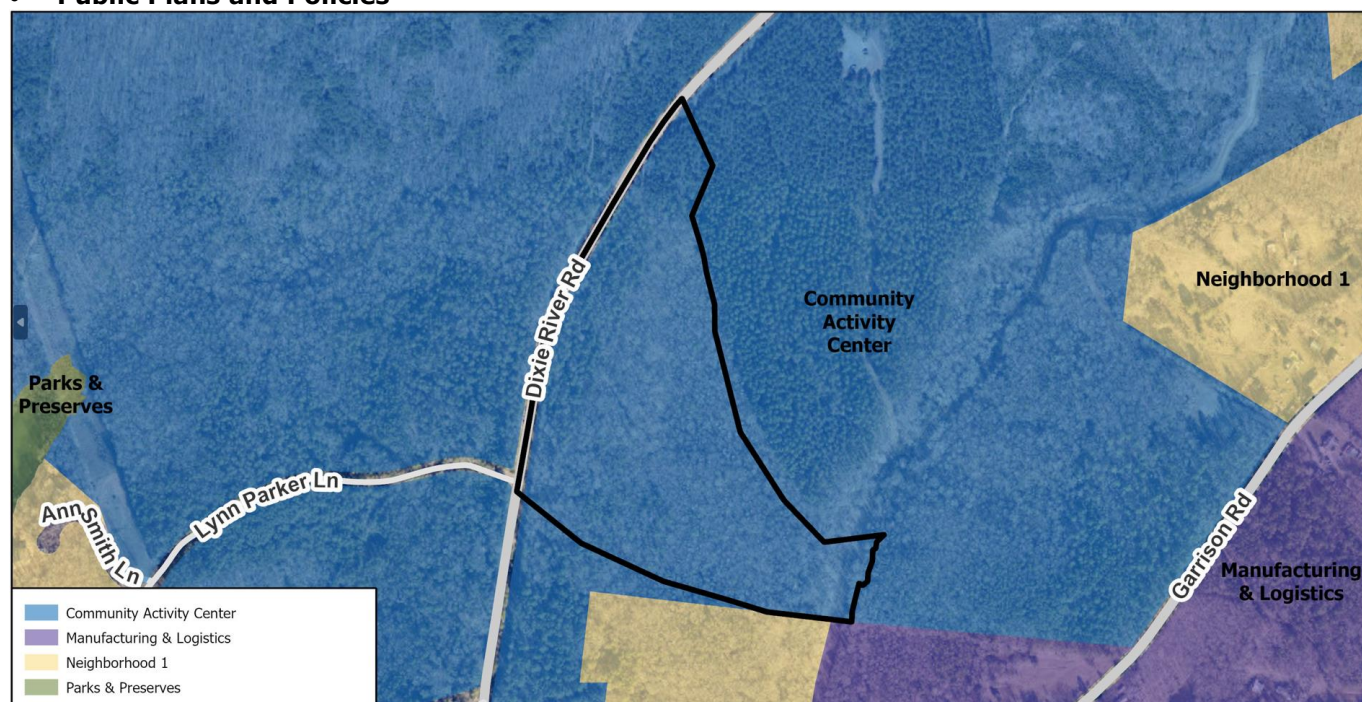 • Public Plans and Policies
Dixie River Rd
Community
Activity
Center
Neighborhood 1
Parks &
Preserves
Lynn Parker Ln
Ann Smith Ln
Garrison Rd
Manufacturing
& Logistics
Community Activity Center
Manufacturing & Logistics
Neighborhood 1
Parks & Preserves